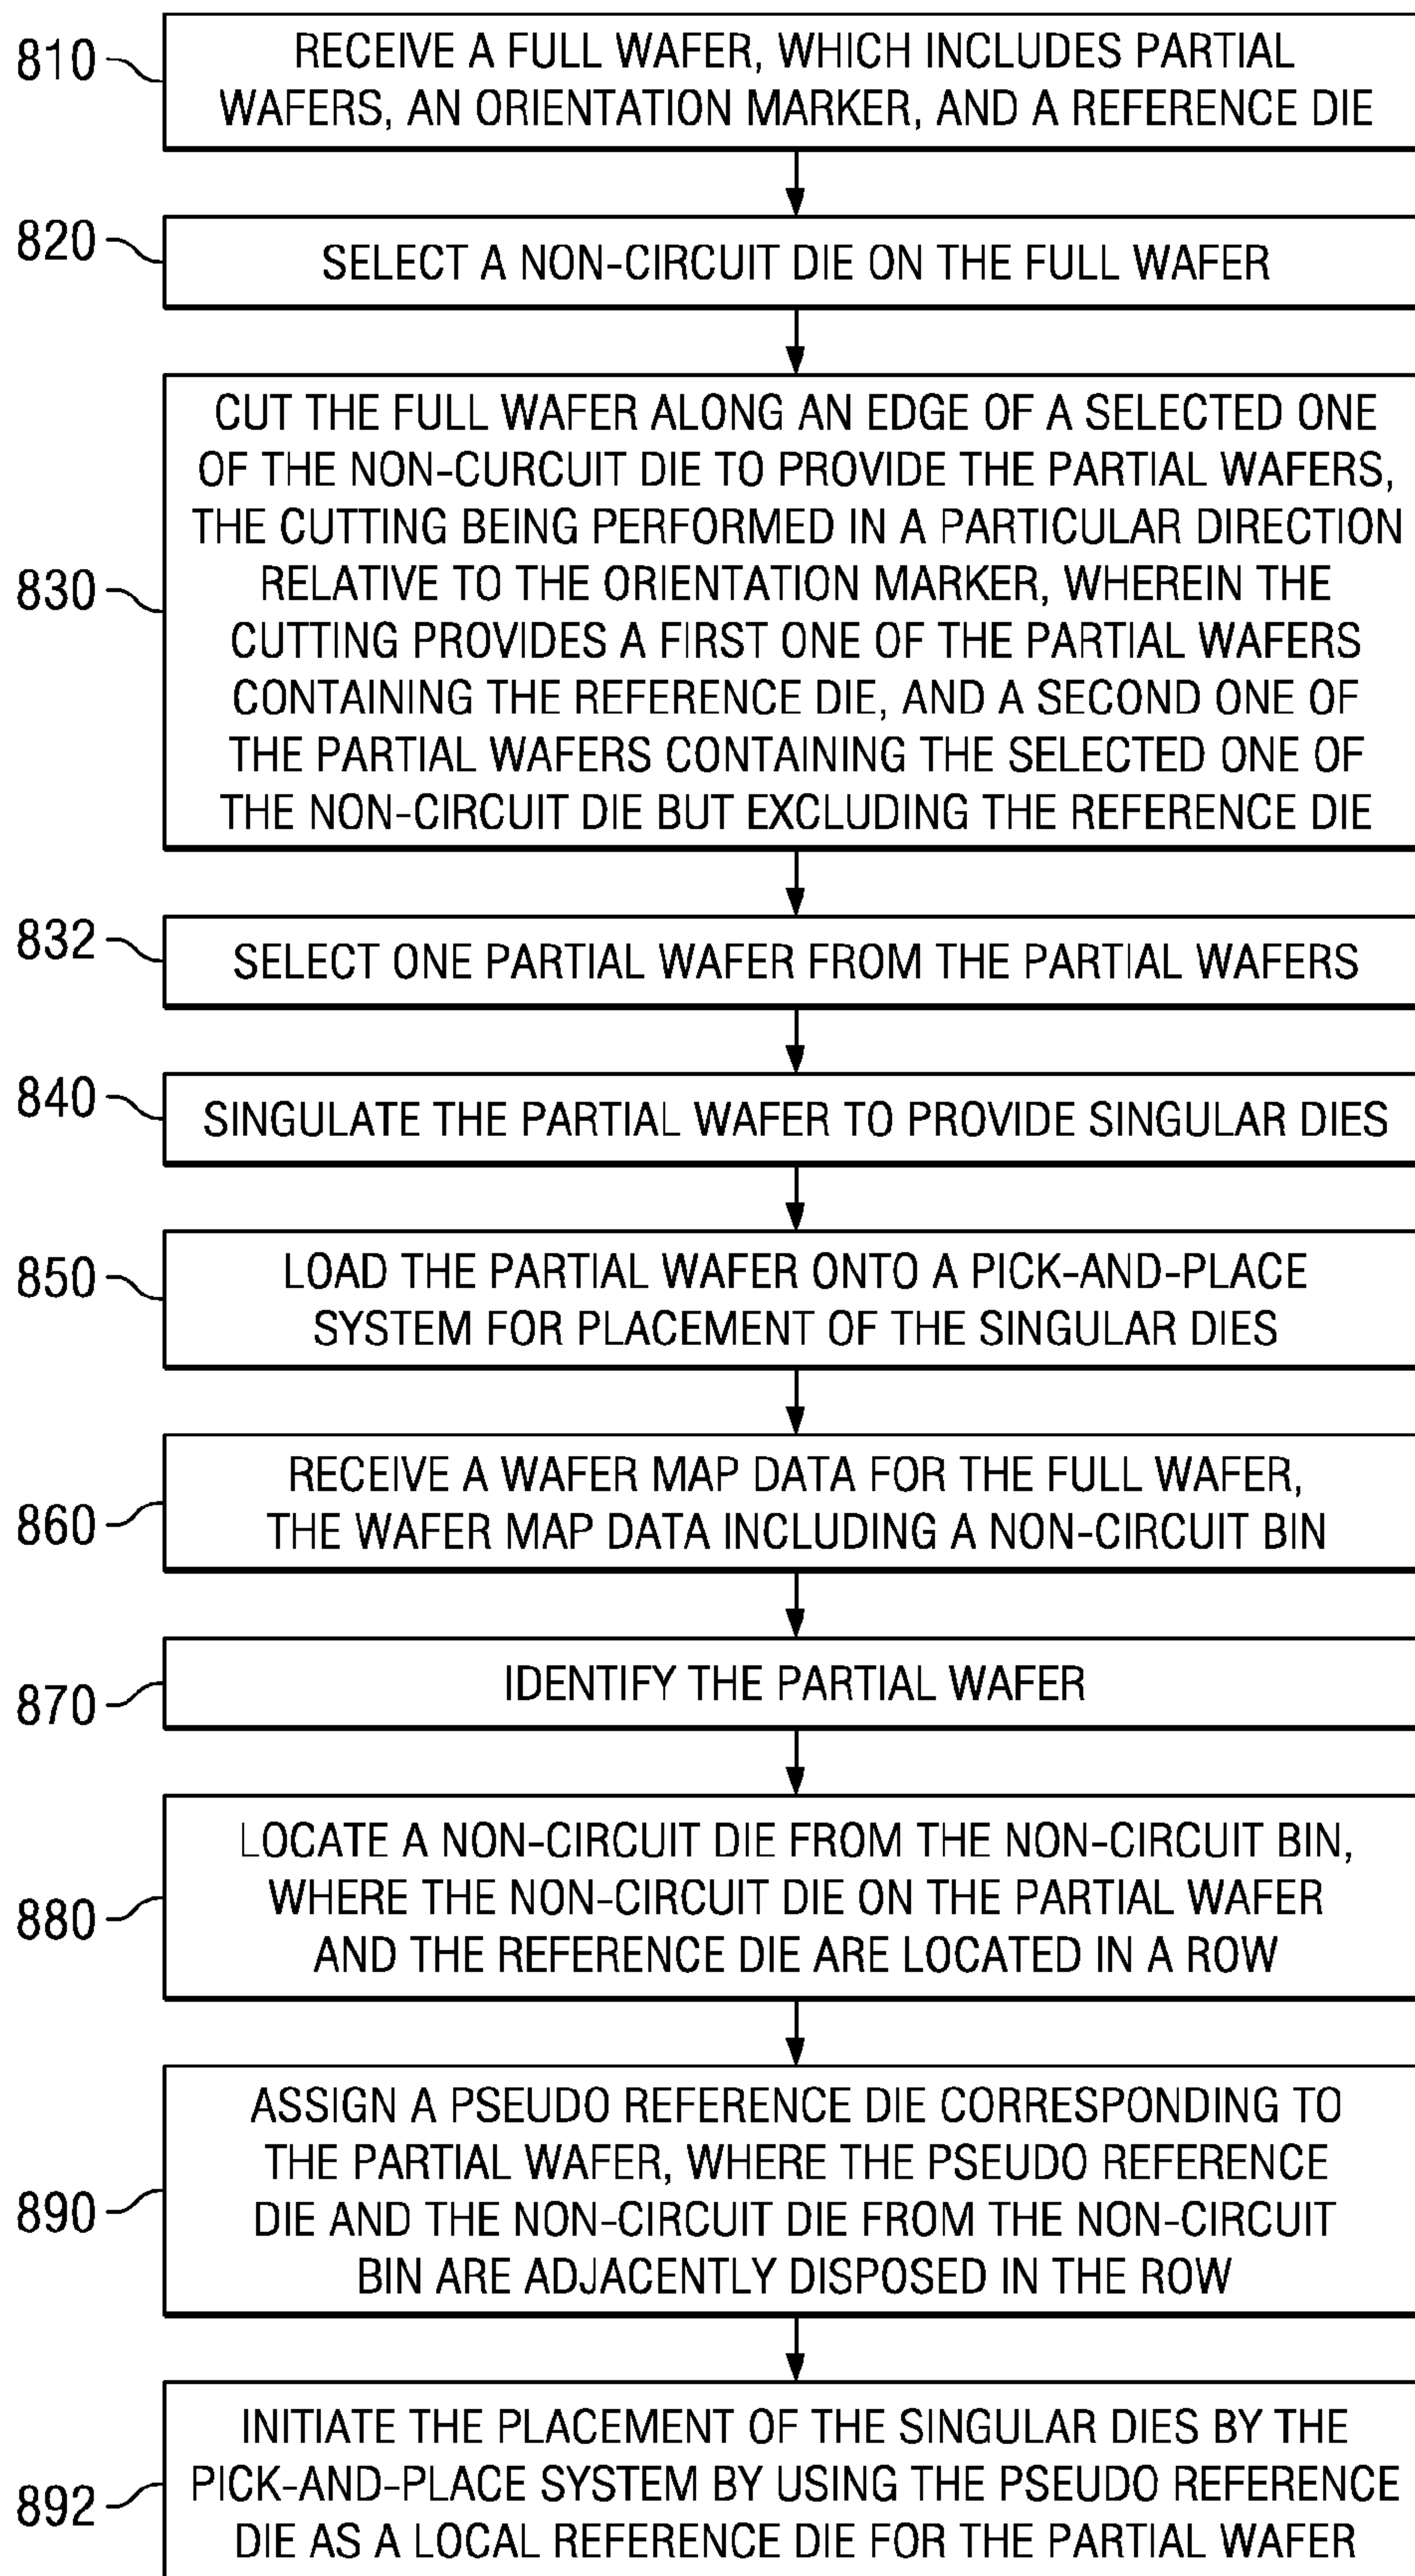 810
RECEIVE A FULL WAFER, WHICH INCLUDES PARTIAL
WAFERS, AN ORIENTATION MARKER, AND A REFERENCE DIE
820
SELECT A NON-CIRCUIT DIE ON THE FULL WAFER
830
CUT THE FULL WAFER ALONG AN EDGE OF A SELECTED ONE
OF THE NON-CURCUIT DIE TO PROVIDE THE PARTIAL WAFERS,
THE CUTTING BEING PERFORMED IN A PARTICULAR DIRECTION
RELATIVE TO THE ORIENTATION MARKER, WHEREIN THE
CUTTING PROVIDES A FIRST ONE OF THE PARTIAL WAFERS
CONTAINING THE REFERENCE DIE, AND A SECOND ONE OF
THE PARTIAL WAFERS CONTAINING THE SELECTED ONE OF
THE NON-CIRCUIT DIE BUT EXCLUDING THE REFERENCE DIE
832
SELECT ONE PARTIAL WAFER FROM THE PARTIAL WAFERS
840
SINGULATE THE PARTIAL WAFER TO PROVIDE SINGULAR DIES
850
LOAD THE PARTIAL WAFER ONTO A PICK-AND-PLACE
SYSTEM FOR PLACEMENT OF THE SINGULAR DIES
860
RECEIVE A WAFER MAP DATA FOR THE FULL WAFER,
THE WAFER MAP DATA INCLUDING A NON-CIRCUIT BIN
870
IDENTIFY THE PARTIAL WAFER
880
LOCATE A NON-CIRCUIT DIE FROM THE NON-CIRCUIT BIN,
WHERE THE NON-CIRCUIT DIE ON THE PARTIAL WAFER
AND THE REFERENCE DIE ARE LOCATED IN A ROW
890
ASSIGN A PSEUDO REFERENCE DIE CORRESPONDING TO
THE PARTIAL WAFER, WHERE THE PSEUDO REFERENCE
DIE AND THE NON-CIRCUIT DIE FROM THE NON-CIRCUIT
BIN ARE ADJACENTLY DISPOSED IN THE ROW
892
INITIATE THE PLACEMENT OF THE SINGULAR DIES BY THE
PICK-AND-PLACE SYSTEM BY USING THE PSEUDO REFERENCE
DIE AS A LOCAL REFERENCE DIE FOR THE PARTIAL WAFER